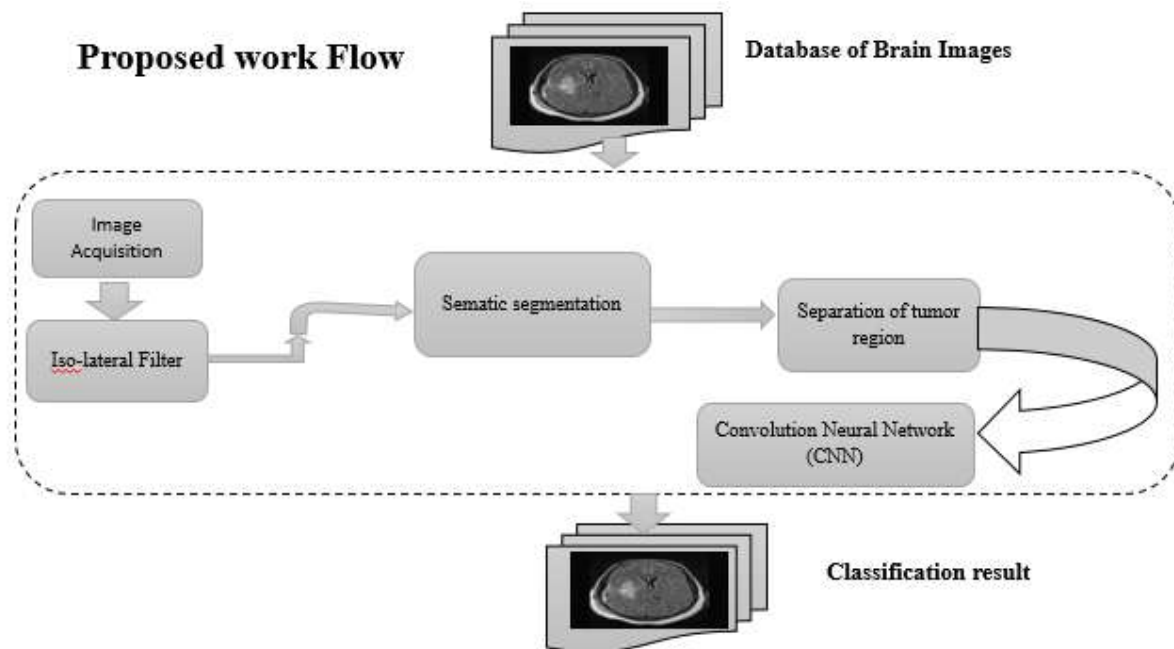 Proposed work Flow
Database of Brain Images
Image
Acquisition
Iso-lateral Filter
Sematic segmentation
Separation of tumor
region
Convolution Neural Network
(CNN)
Classification result